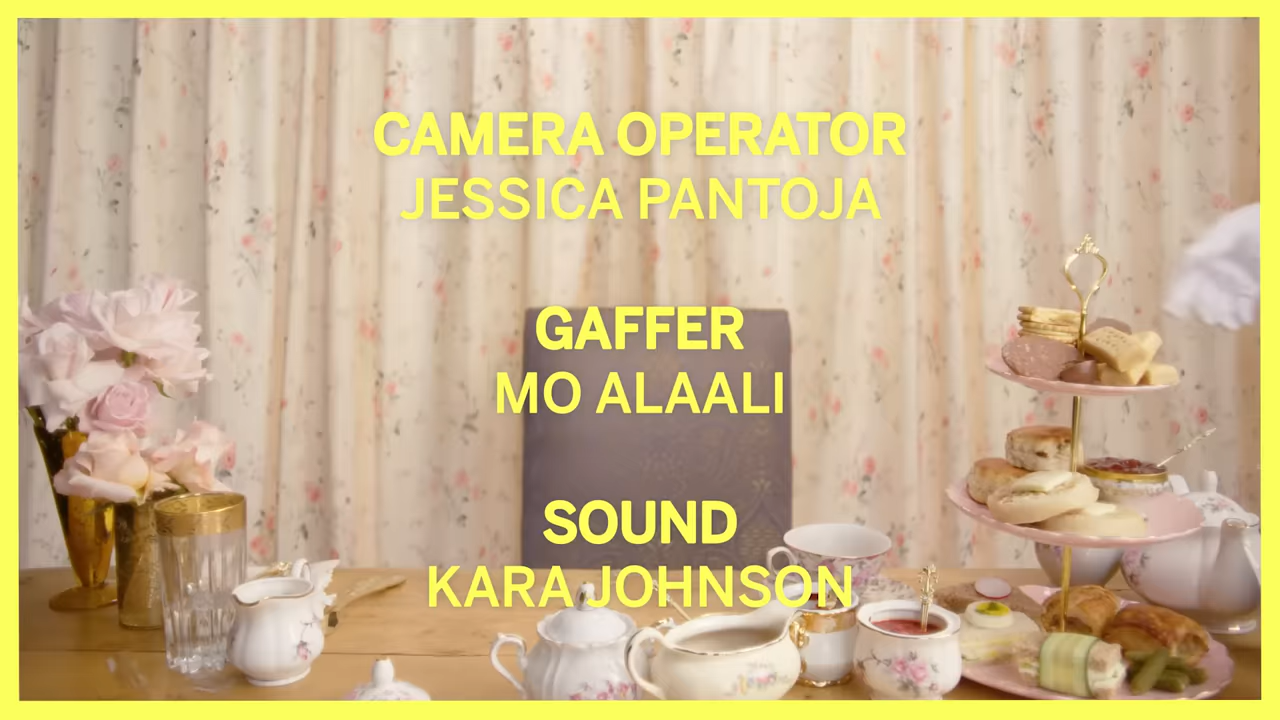 CAMERA OPERATOR
JESSICA PANTOJA
GAFFER
MO ALAALI
SOUND
KARA JOHNSON